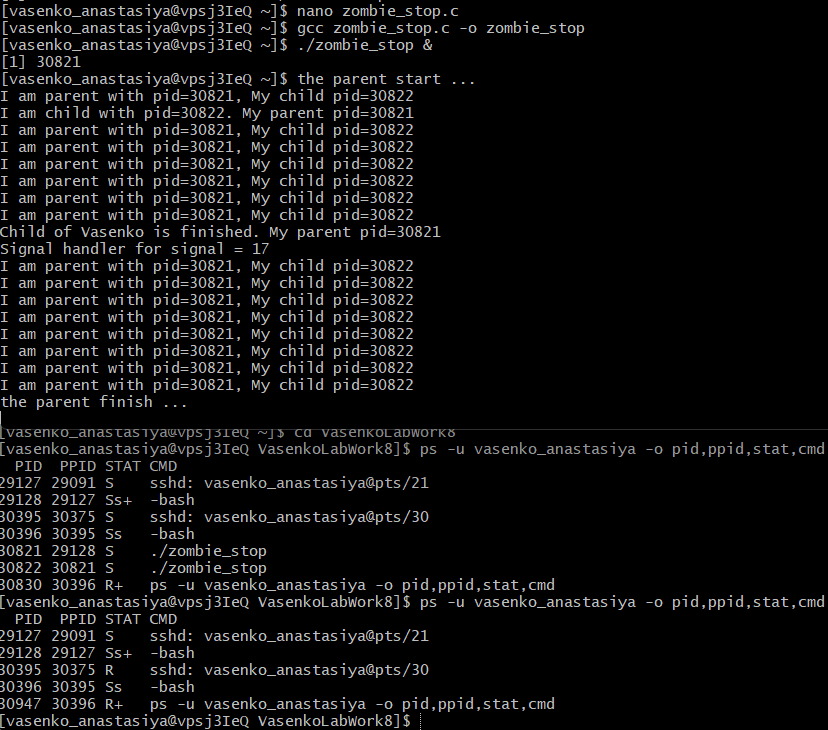 [vasenko_anastasiya@vpsj3IeQ ~]$ nano zombie_stop.c
[vasenko_anastasiya@vpsj3IeQ ~]$ gcc zombie_stop.c -o zombie_stop
[vasenko_anastasiya@vpsj3IeQ ~]$ ./zombie_stop &
[1] 30821
[vasenko_anastasiya@vpsj3IeQ ~]$ the parent start ...
I am parent with pid=30821, My child pid=30822
I am child with pid=30822. My parent pid=30821
I am parent with pid=30821, My child pid=30822
I am parent with pid=30821, My child pid=30822
I am parent with pid=30821, My child pid=30822
I am parent with pid=30821, My child pid=30822
I am parent with pid=30821, My child pid=30822
I am parent with pid=30821, My child pid=30822
Child of Vasenko is finished. My parent pid=30821
Signal handler for signal = 17
I am parent with pid=30821, My child pid=30822
I am parent with pid=30821, My child pid=30822
I am parent with pid=30821, My child pid=30822
I am parent with pid=30821, My child pid=30822
I am parent with pid=30821, My child pid=30822
I am parent with pid=30821, My child pid=30822
I am parent with pid=30821, My child pid=30822
I am parent with pid=30821, My child pid=30822
the parent finish ...
[vasenko_anastasiya@vpsj3IeQ ~]$ cd VasenkoLabWork8
[vasenko_anastasiya@vpsj3IeQ VasenkoLabWork8]$ ps -u vasenko_anastasiya -o pid,ppid,stat,cmd
PID PPID STAT CMD
29127 29091 S sshd: vasenko_anastasiya@pts/21
29128 29127 Ss+ -bash
30395 30375 S sshd: vasenko_anastasiya@pts/30
30396 30395 Ss -bash
30821 29128 S ./zombie_stop
30822 30821 S ./zombie_stop
30830 30396 R+ ps -u vasenko_anastasiya -o pid,ppid,stat,cmd
[vasenko_anastasiya@vpsj3IeQ VasenkoLabWork8]$ ps -u vasenko_anastasiya -o pid,ppid,stat,cmd
PID PPID STAT CMD
29127 29091 S sshd: vasenko_anastasiya@pts/21
29128 29127 Ss+ -bash
30395 30375 R sshd: vasenko_anastasiya@pts/30
30396 30395 Ss -bash
30947 30396 R+ ps -u vasenko_anastasiya -o pid,ppid,stat,cmd
[vasenko_anastasiya@vpsj3IeQ VasenkoLabWork8]$